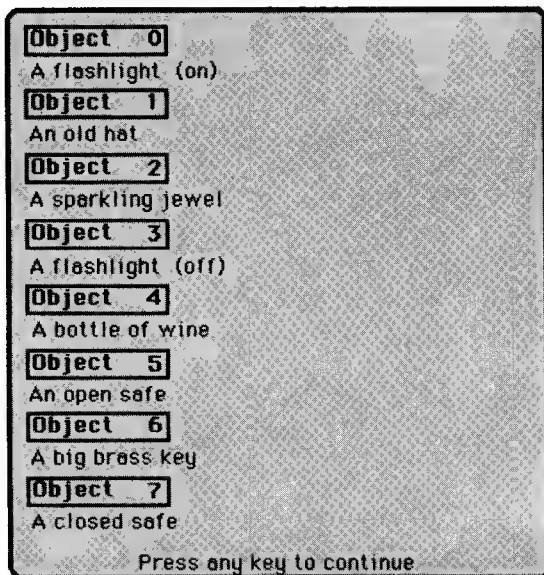 Object 0
A flashlight (on)
Object 1
An old hat
Object 2
A sparkling jewel
Object 3
A flashlight (off)
Object 4
A bottle of wine
Object 5
An open safe
Object 6
A big brass key
Object 7
A closed safe
Press any key to continue